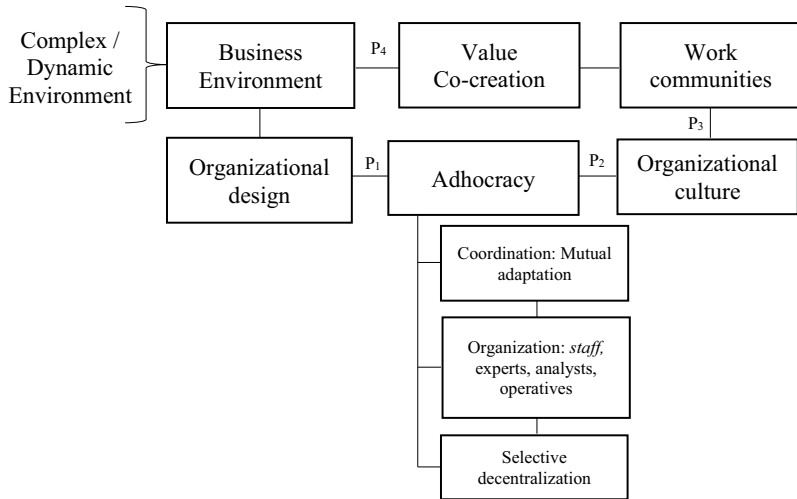 Complex /
Dynamic
Environment
Business
Environment
P4
Value
Co-creation
Work
communities
P3
Organizational
design
P1
Adhocracy
P2
Organizational
culture
Coordination: Mutual
adaptation
Organization: staff,
experts, analysts,
operatives
Selective
decentralization